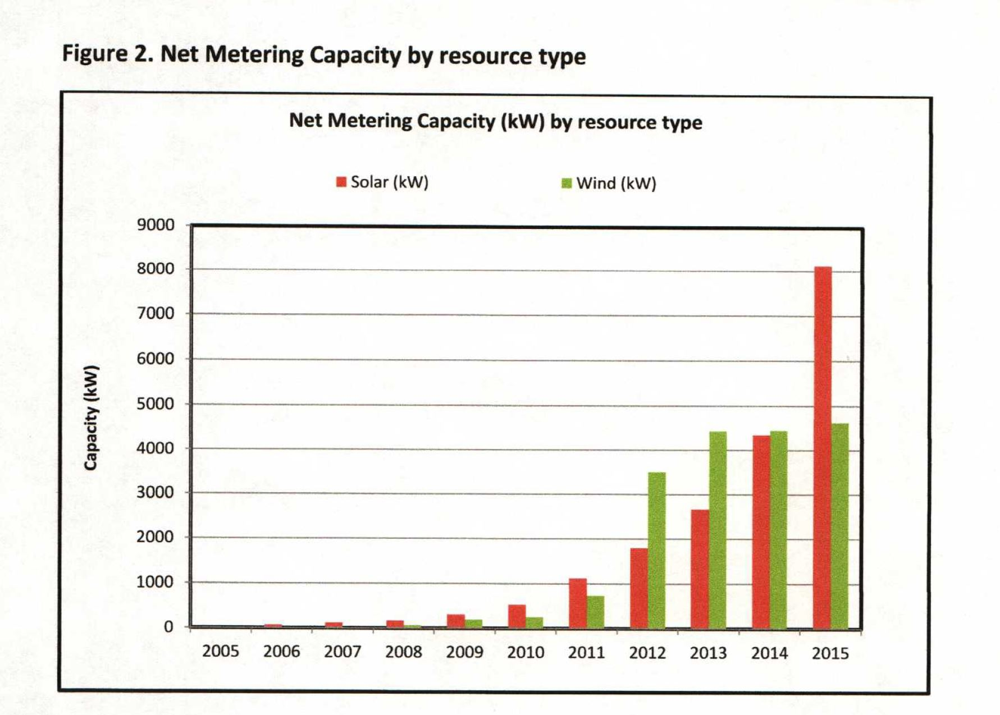 Figure 2. Net Metering Capacity by resource type
Net Metering Capacity (kW) by resource type
Solar (kW) Wind (kW)
9000
8000
7000
6000
5000
4000
3000
2000
1000
0
Capacity (kW)
2005 2006 2007 2008 2009 2010 2011 2012 2013 2014 2015